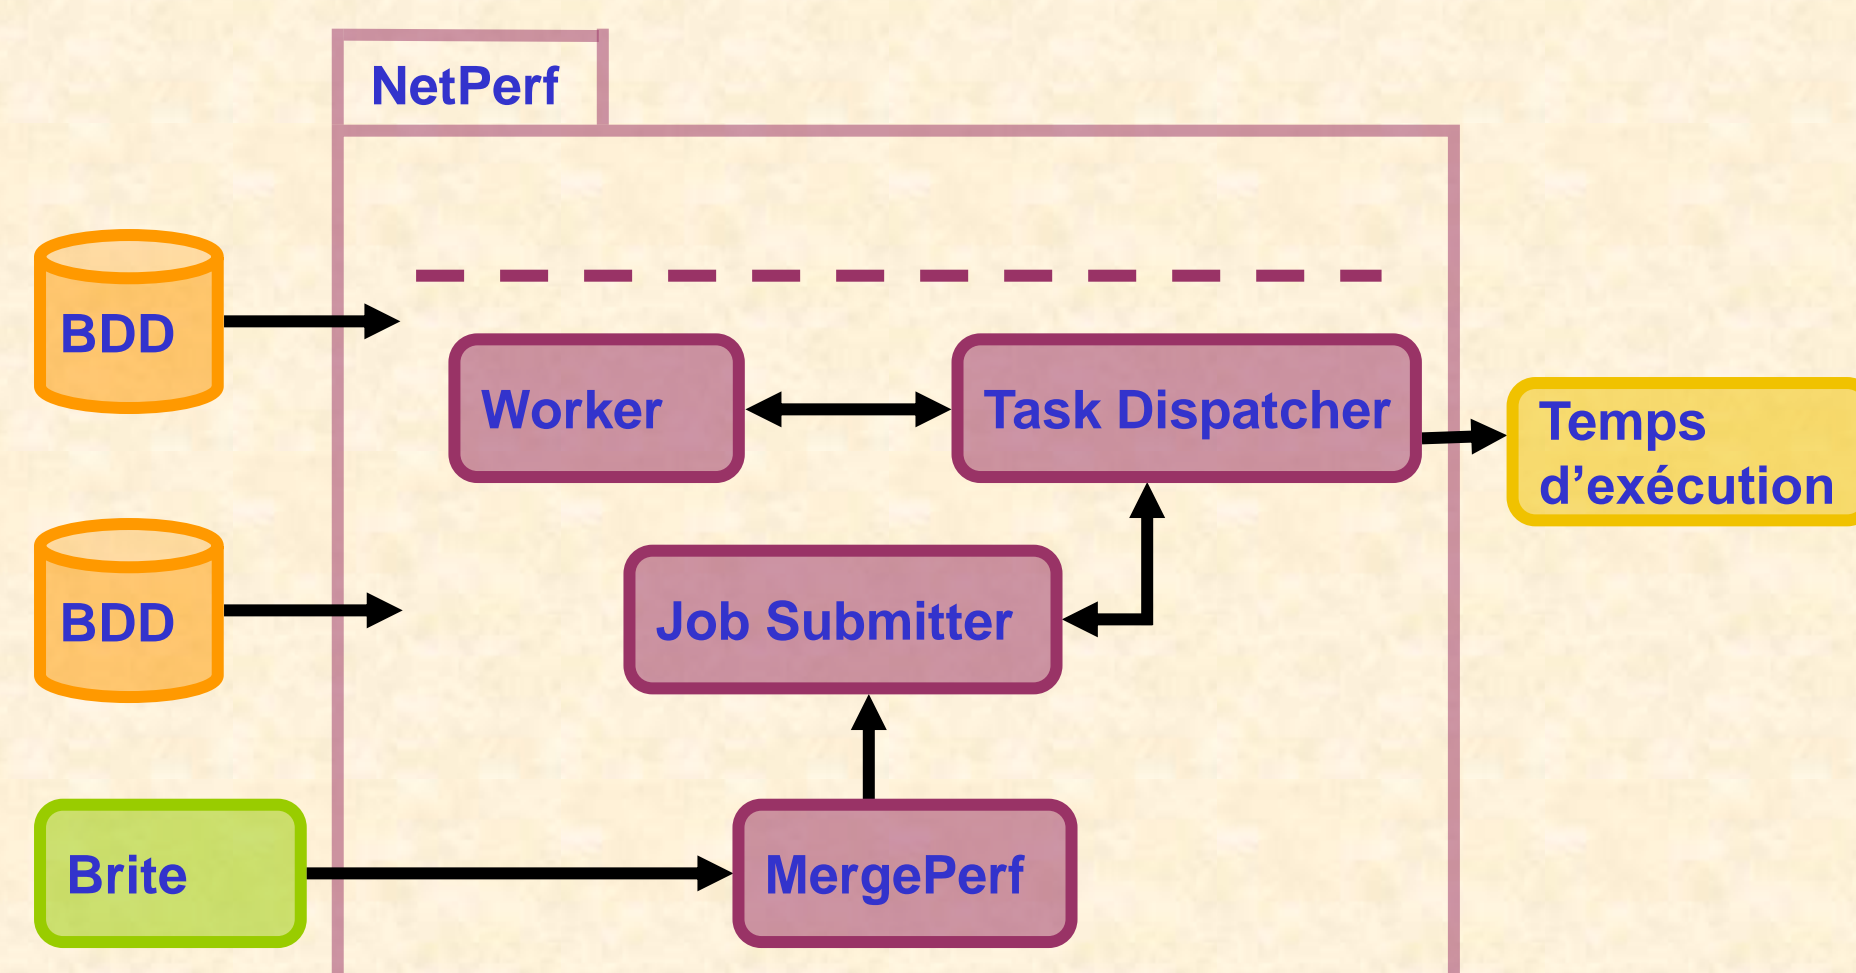 NetPerf
BDD
Worker
Task Dispatcher
Temps
d’exécution
BDD
Job Submitter
Brite
MergePerf